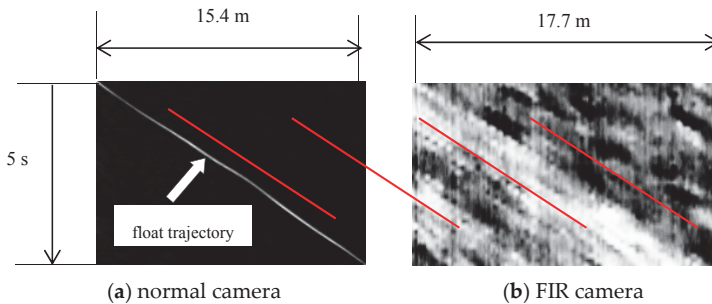 15.4 m
17.7 m
5 s
float trajectory
(a) normal camera
(b) FIR camera